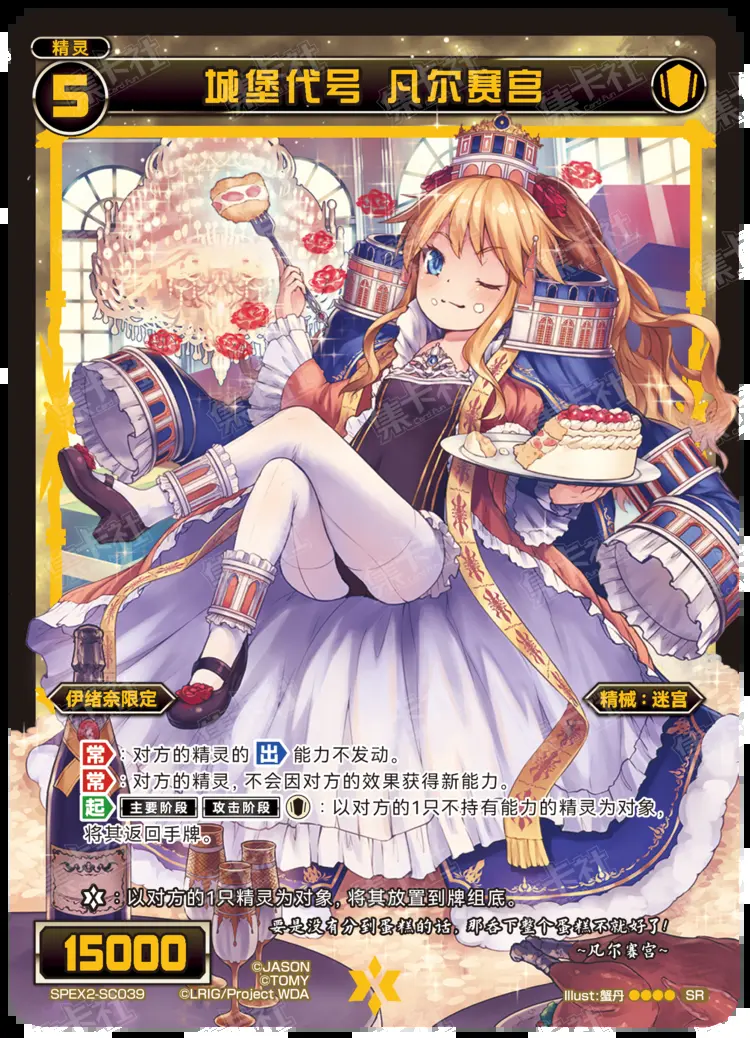 精灵
5
城堡代号 凡尔赛宫
伊绪奈限定
精械：迷宫
常：对方的精灵的 出 能力不发动。
常：对方的精灵，不会因对方的效果获得新能力。
起 主要阶段 攻击阶段 ：以对方的1只不持有能力的精灵为对象，
将其返回手牌。
：以对方的1只精灵为对象，将其放置到牌组底。
要是没有分到蛋糕的话，那吞下整个蛋糕不就好了！
~凡尔赛宫~
15000
©JASON
©TOMY
SPEX2-SC039 ©LRIG/Project,WDA
Illust:蟹丹 SR
集卡社